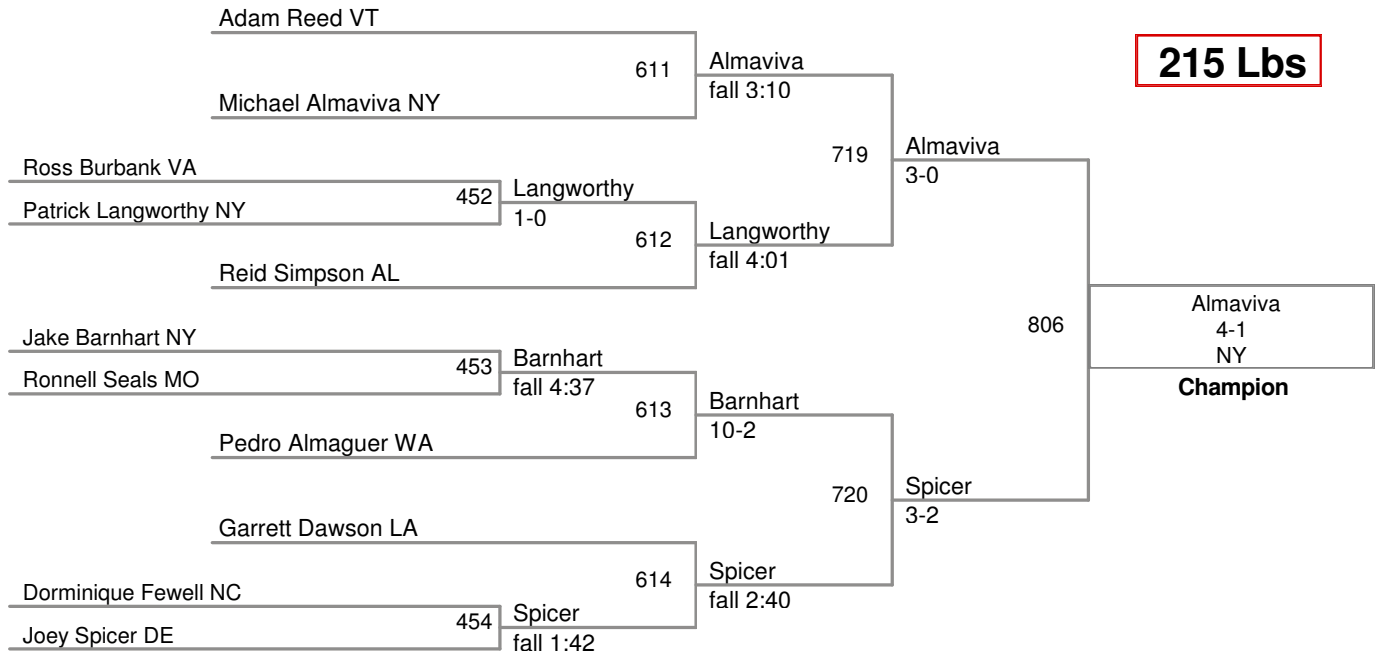 Adam Reed VT
215 Lbs
611
Almaviva
fall 3:10
Michael Almaviva NY
719
Almaviva
3-0
Ross Burbank VA
452
Langworthy
1-0
Patrick Langworthy NY
612
Langworthy
fall 4:01
Reid Simpson AL
806
Almaviva
4-1
NY
Champion
Jake Barnhart NY
453
Barnhart
fall 4:37
Ronnell Seals MO
613
Barnhart
10-2
Pedro Almaguer WA
720
Spicer
3-2
Garrett Dawson LA
614
Spicer
fall 2:40
Dorminique Fewell NC
454
Spicer
fall 1:42
Joey Spicer DE